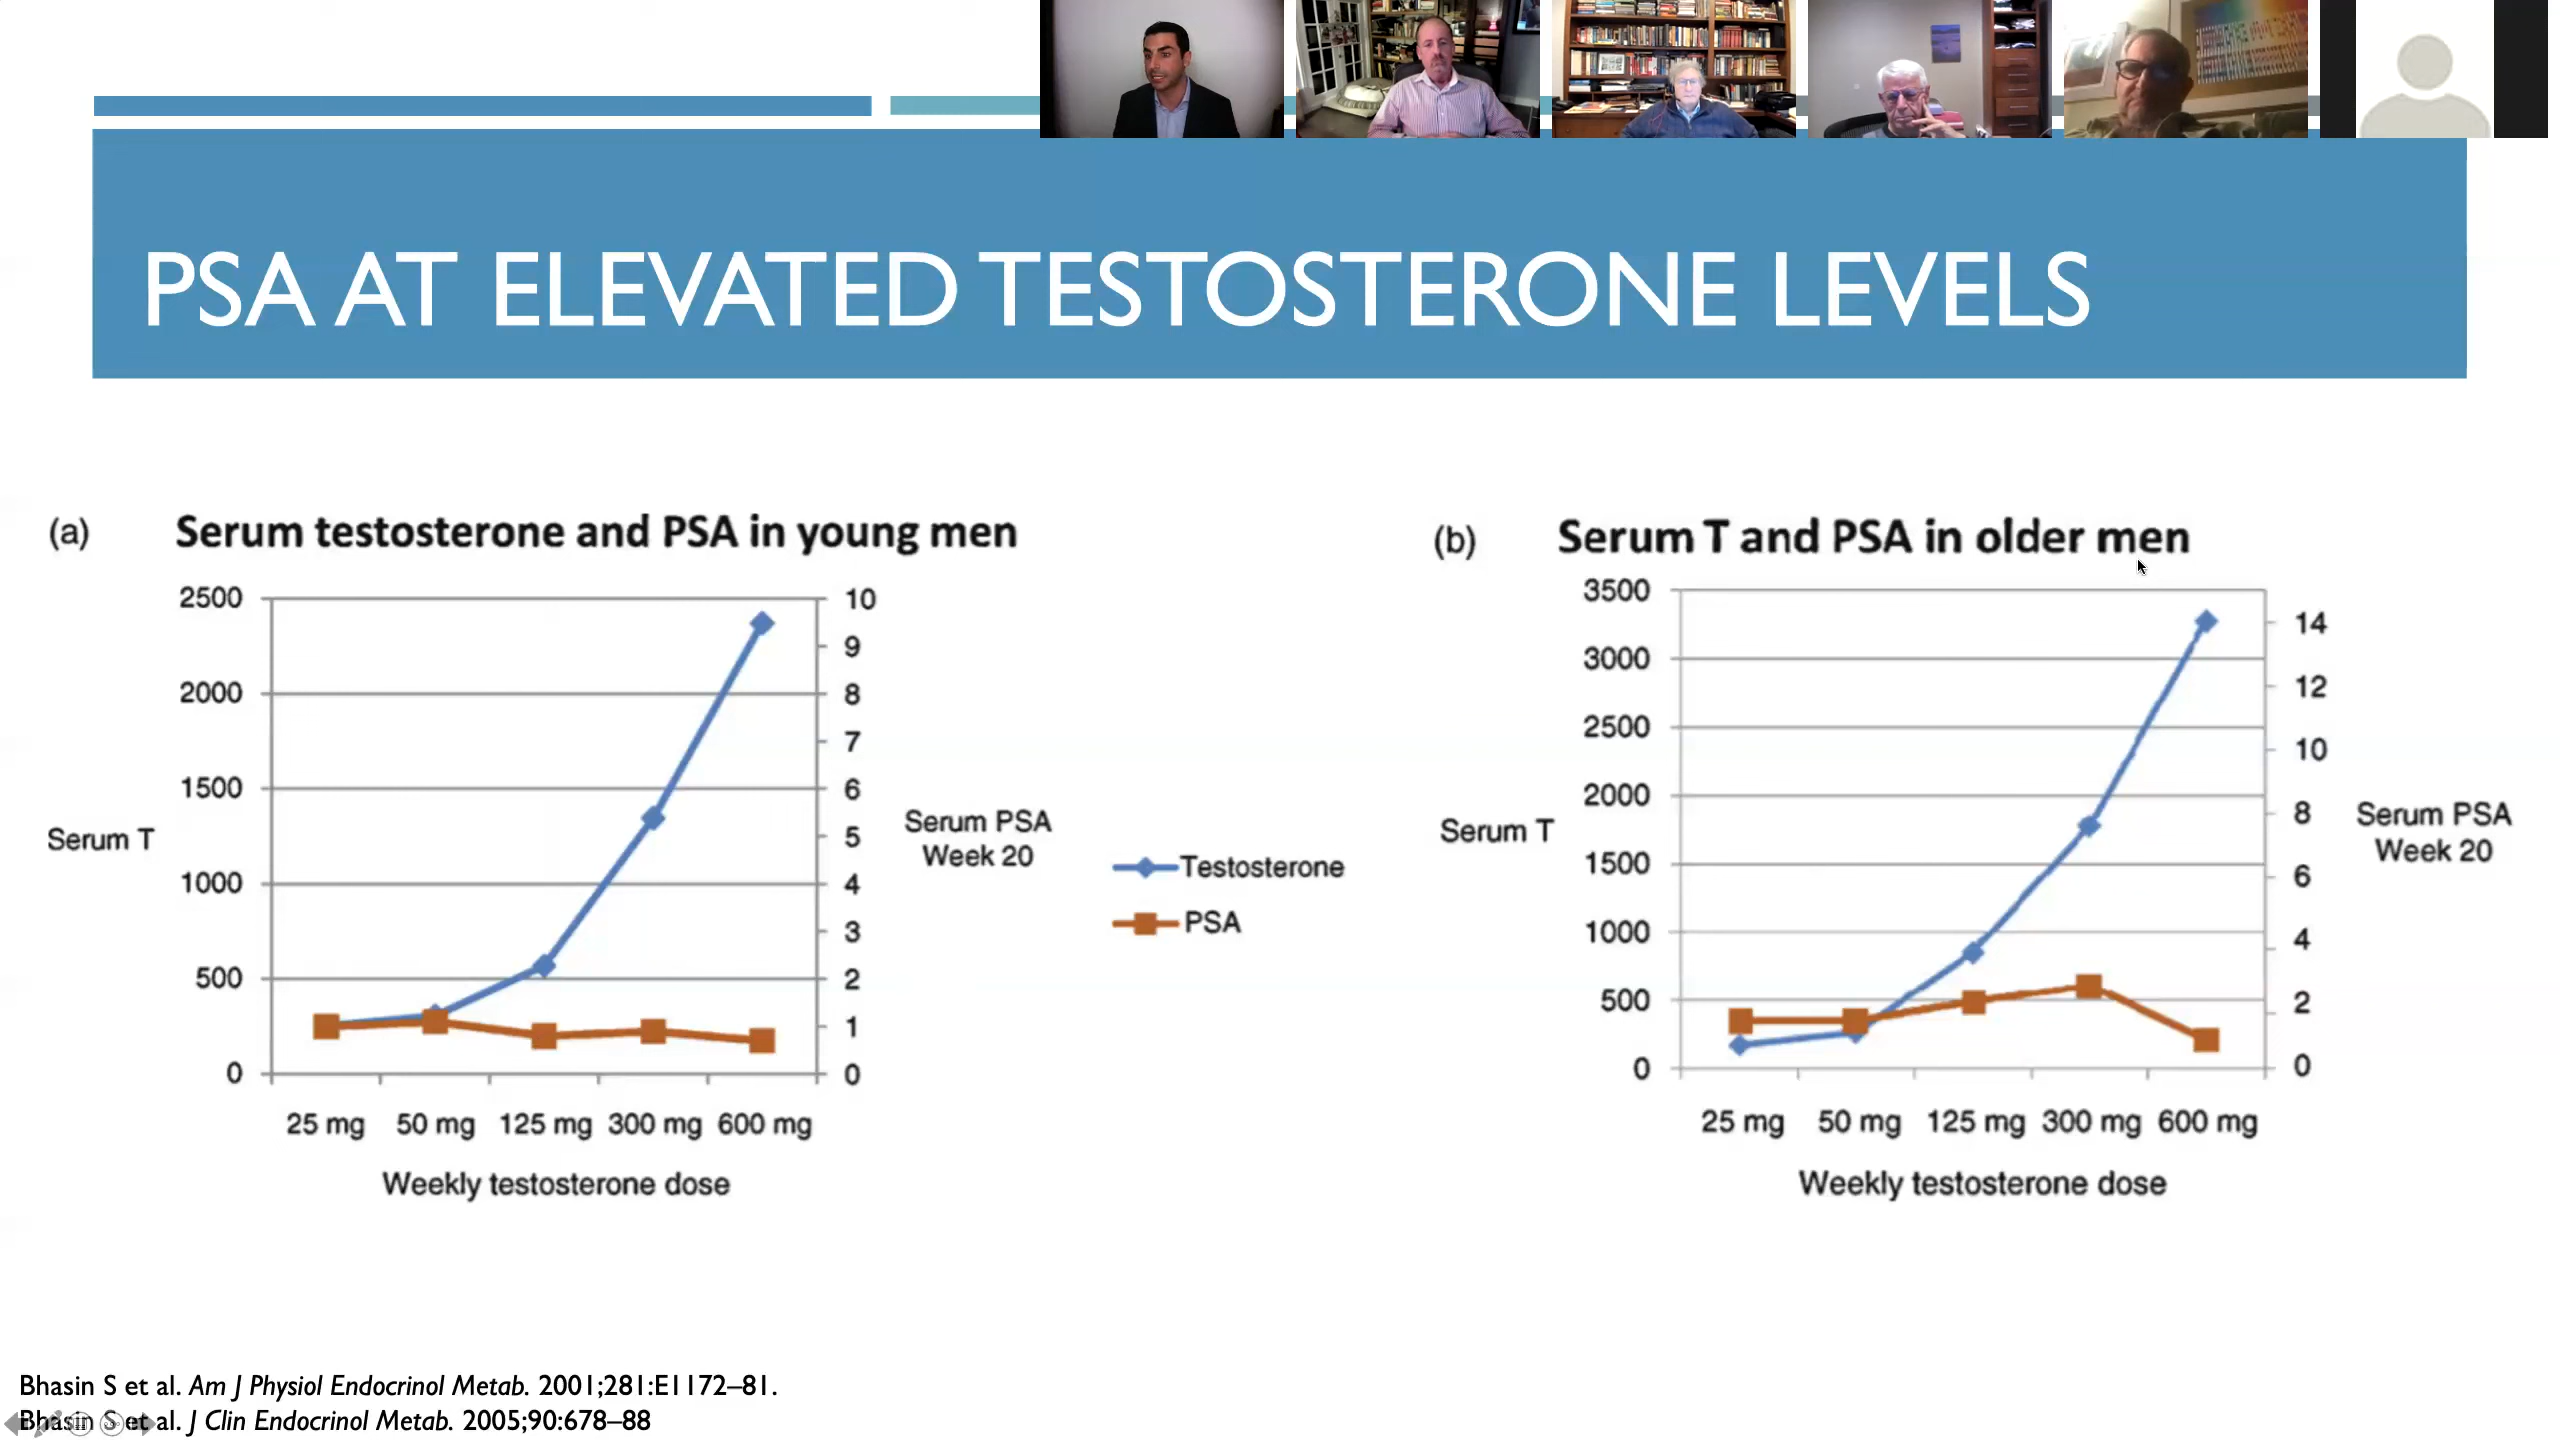 PSA AT ELEVATED TESTOSTERONE LEVELS
(a)
Serum testosterone and PSA in young men
2500
2000
1500
1000
500
0
Serum T
10
9
8
7
6
5
4
3
2
1
0
Serum PSA
Week 20
25 mg 50 mg 125 mg 300 mg 600 mg
Weekly testosterone dose
Testosterone
PSA
(b)
Serum T and PSA in older men
3500
3000
2500
2000
1500
1000
500
0
Serum T
14
12
10
8
6
4
2
0
Serum PSA
Week 20
25 mg 50 mg 125 mg 300 mg 600 mg
Weekly testosterone dose
Bhasin S et al. Am J Physiol Endocrinol Metab. 2001;281:E1172–81.
Bhasin S et al. J Clin Endocrinol Metab. 2005;90:678–88